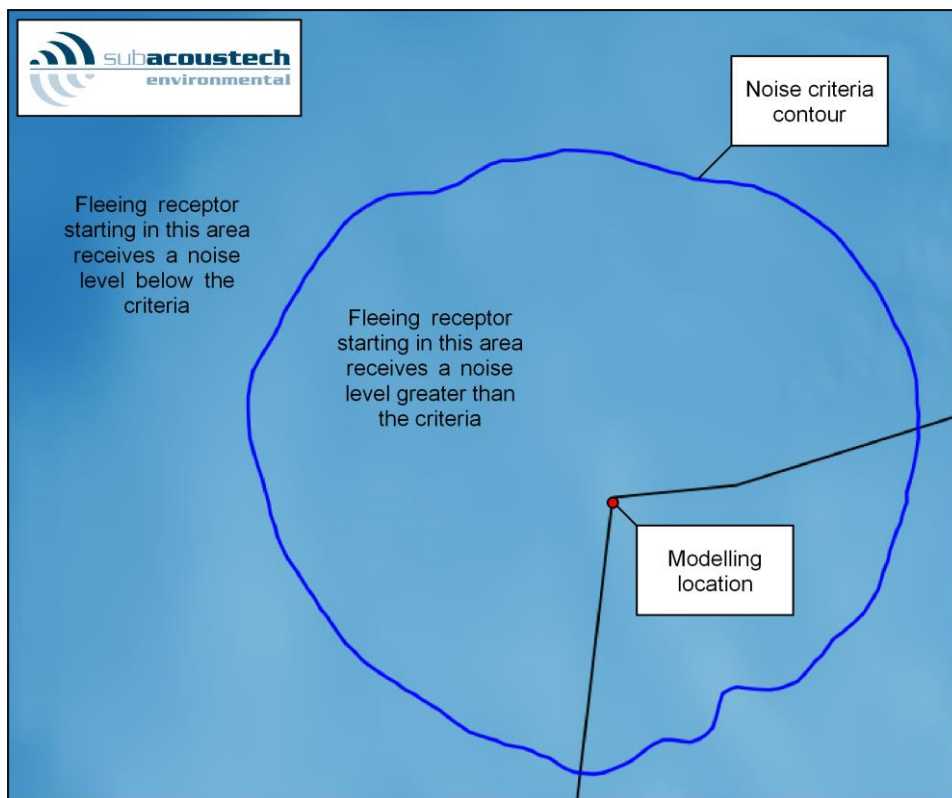 subacoustech
environmental
Noise criteria
contour
Fleeing receptor
starting in this area
receives a noise
level below the
criteria
Fleeing receptor
starting in this area
receives a noise
level greater than
the criteria
Modelling
location